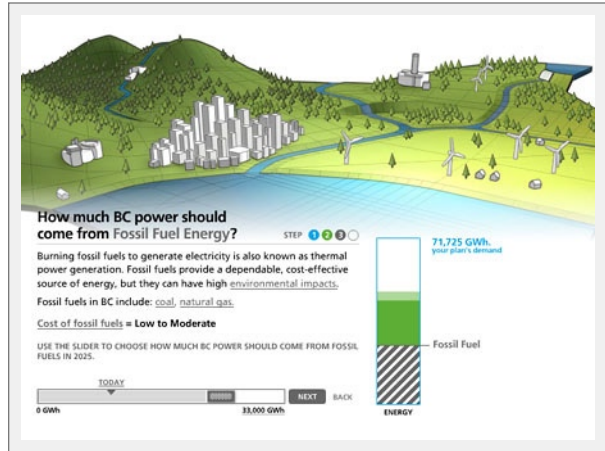 How much BC power should
come from Fossil Fuel Energy?
STEP 1 2 3
Burning fossil fuels to generate electricity is also known as thermal
power generation. Fossil fuels provide a dependable, cost-effective
source of energy, but they can have high environmental impacts.
Fossil fuels in BC include: coal, natural gas.
Cost of fossil fuels = Low to Moderate
USE THE SLIDER TO CHOOSE HOW MUCH BC POWER SHOULD COME FROM FOSSIL
FUELS IN 2025.
TODAY
0 GWh
33,000 GWh
NEXT
BACK
71,725 GWh.
your plan's demand
Fossil Fuel
ENERGY